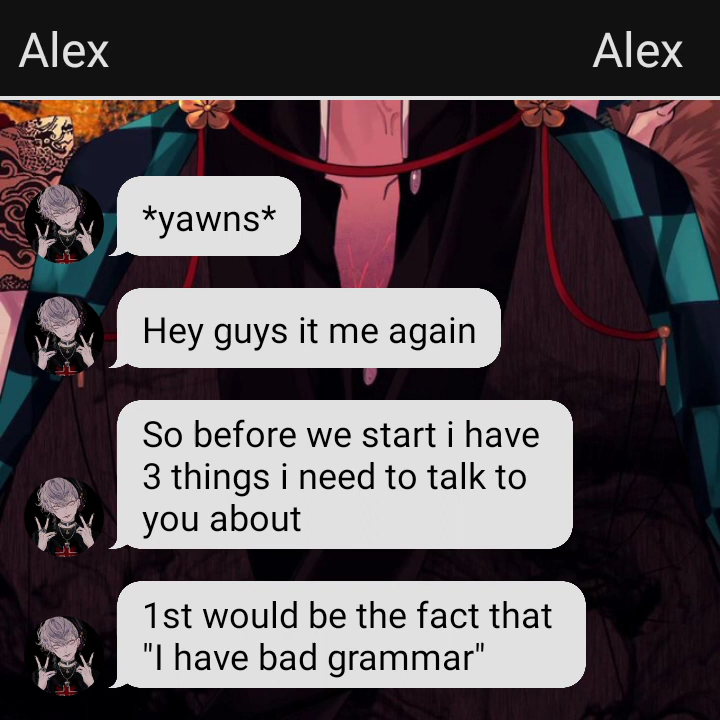 Alex
Alex
*yawns*
Hey guys it me again
So before we start i have
3 things i need to talk to
you about
1st would be the fact that
"I have bad grammar"